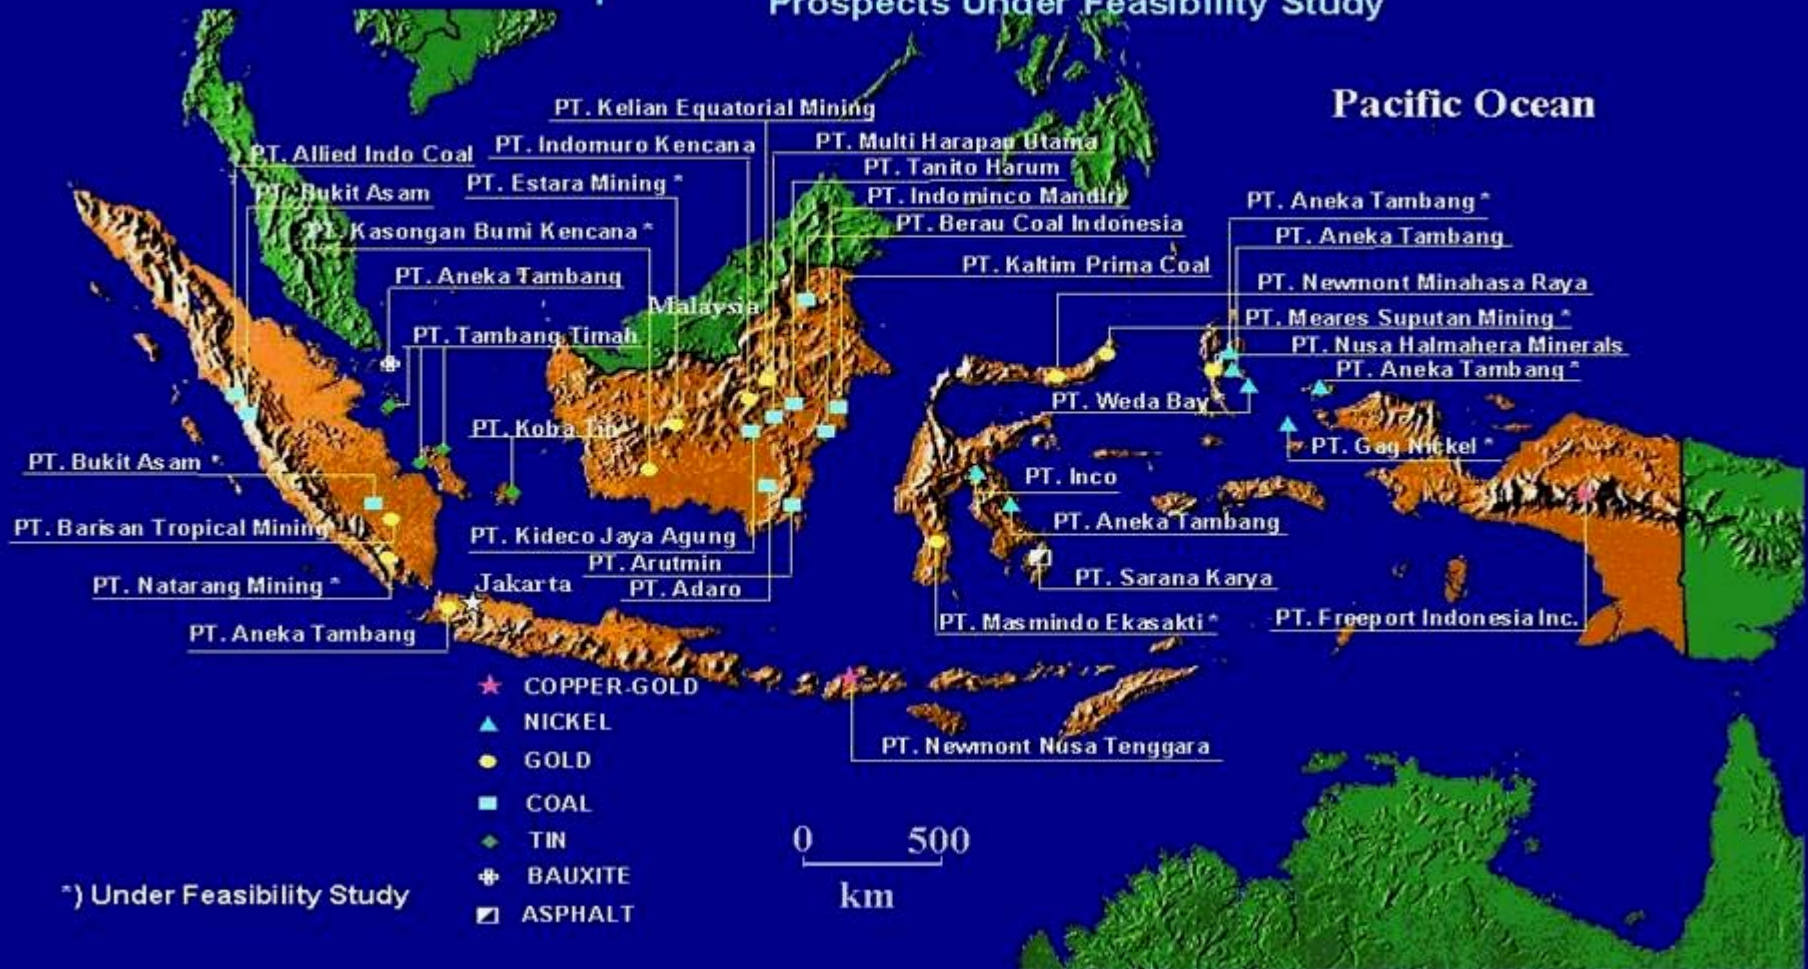 Prospects Under Feasibility Study
Pacific Ocean
PT. Kelian Equatorial Mining
PT. Indomuro Kencana
PT. Multi Harapan Utama
PT. Allied Indo Coal
PT. Tanito Harum
PT. Estara Mining *
PT. Bukit Asam
PT. Indominco Mandiri
PT. Aneka Tambang *
PT. Berau Coal Indonesia
PT. Kasongan Bumi Kencana *
PT. Aneka Tambang
PT. Kaltim Prima Coal
PT. Aneka Tambang
PT. Newmont Minahasa Raya
Malaysia
PT. Meares Suputan Mining *
PT. Tambang Timah
PT. Nusa Halmahera Minerals
PT. Aneka Tambang *
PT. Weda Bay *
PT. Koba Tin
PT. Gag Nickel *
PT. Bukit Asam *
PT. Inco
PT. Aneka Tambang
PT. Barisan Tropical Mining
PT. Kideco Jaya Agung
PT. Arutmin
PT. Sarana Karya
PT. Natarang Mining *
Jakarta
PT. Adaro
PT. Masmindo Ekasakti *
PT. Freeport Indonesia Inc.
PT. Aneka Tambang
COPPER-GOLD
NICKEL
PT. Newmont Nusa Tenggara
GOLD
COAL
TIN
0 500
km
BAUXITE
*) Under Feasibility Study
ASPHALT